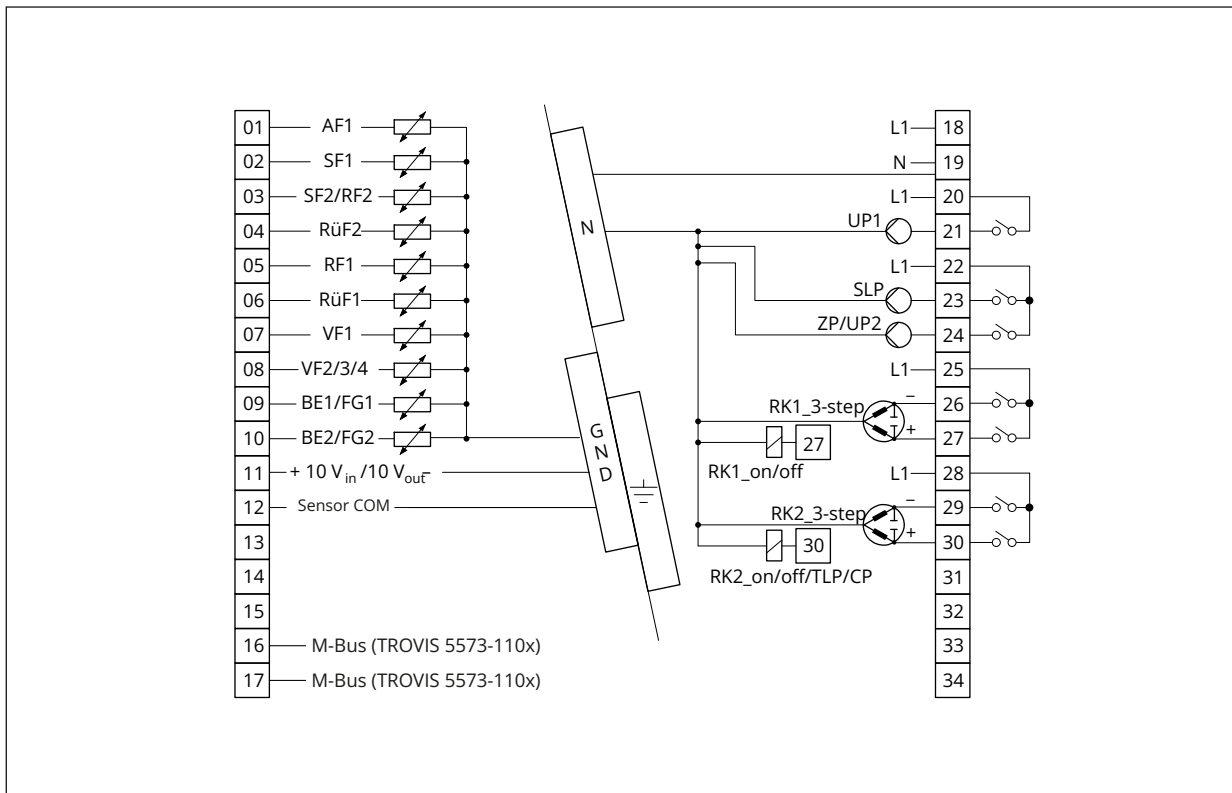 01 AF1
02 SF1
03 SF2/RF2
04 RüF2
05 RF1
06 RüF1
07 VF1
08 VF2/3/4
09 BE1/FG1
10 BE2/FG2
11 + 10 Vin /10 Vout–
12 Sensor COM
13
14
15
16 M-Bus (TROVIS 5573-110x)
17 M-Bus (TROVIS 5573-110x)
N
GND
L1 18
N 19
L1 20
UP1 21
L1 22
SLP 23
ZP/UP2 24
L1 25
RK1_3-step – 26
+ 27
27
RK1_on/off
L1 28
RK2_3-step – 29
+ 30
30
RK2_on/off/TLP/CP
31
32
33
34